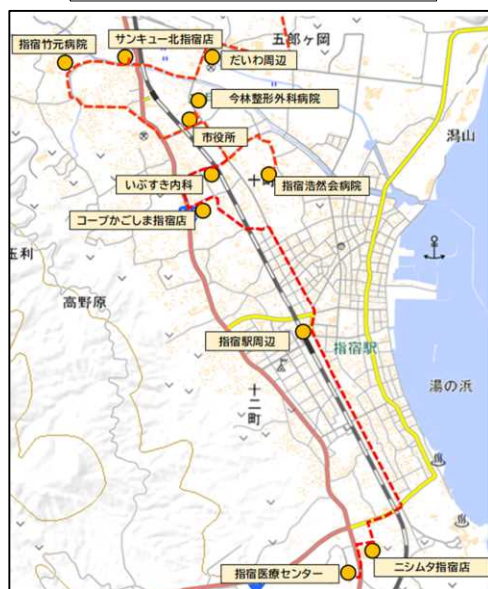 サンキュー北指宿店
五郎ヶ岡
指宿竹元病院
だいわ周辺
今林整形外科病院
潟山
市役所
いぶすき内科
十町
指宿浩然会病院
コープかごしま指宿店
玉利
高野原
指宿駅周辺
指宿駅
湯の浜
十二町
ニシムタ指宿店
指宿医療センター